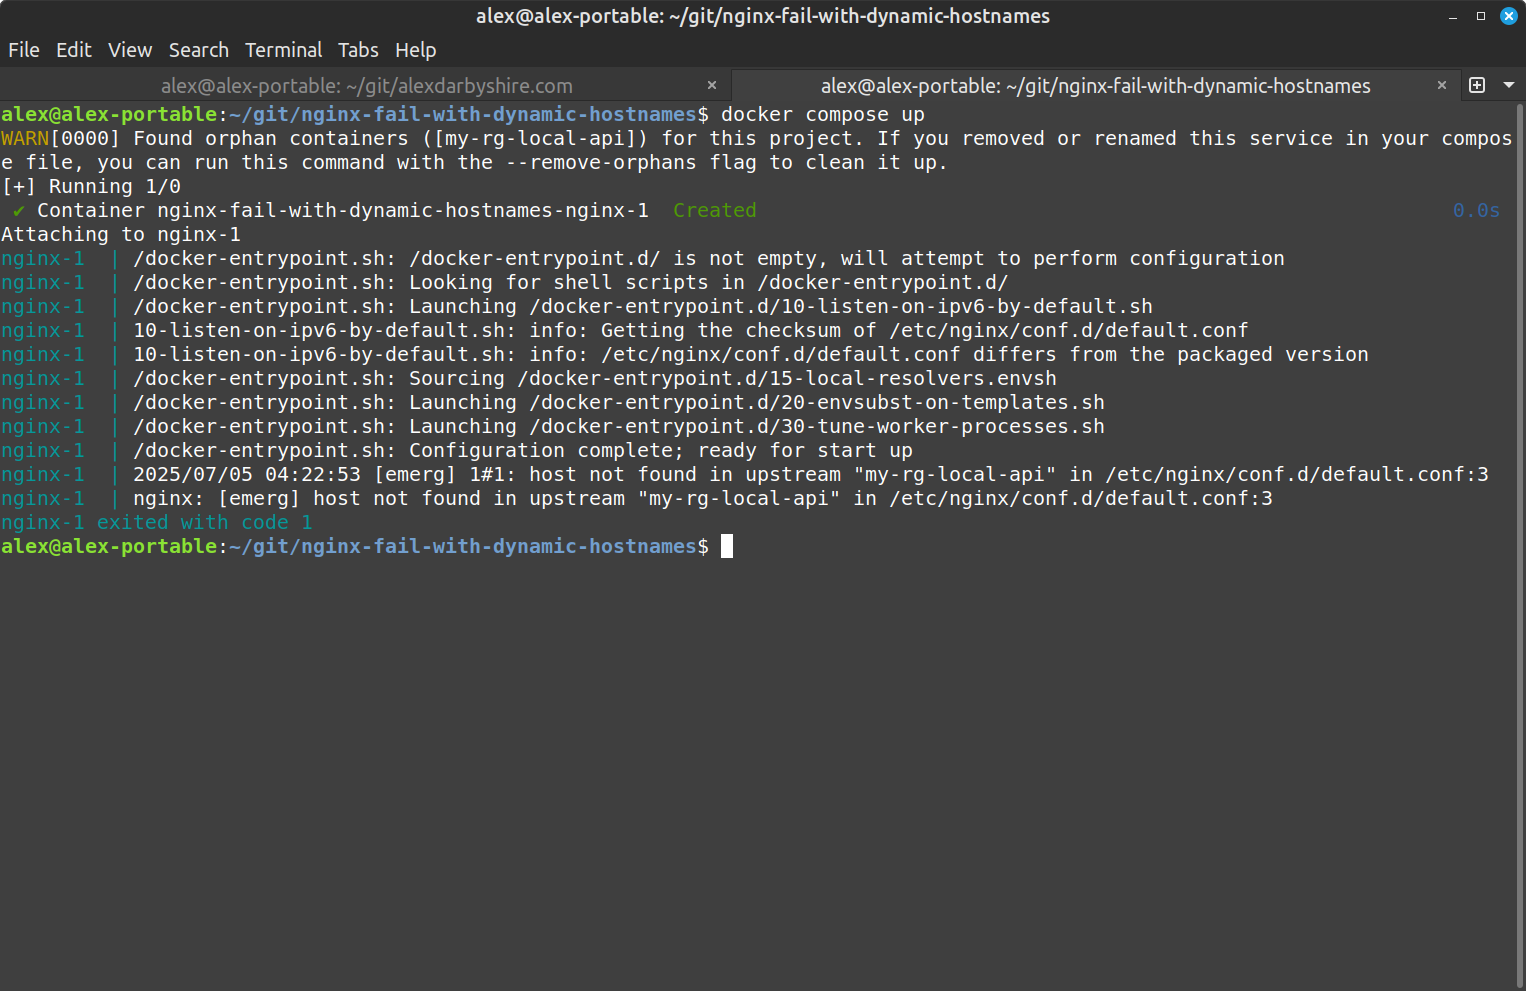 alex@alex-portable: ~/git/nginx-fail-with-dynamic-hostnames
File Edit View Search Terminal Tabs Help
alex@alex-portable: ~/git/alexdarbyshire.com × alex@alex-portable: ~/git/nginx-fail-with-dynamic-hostnames ×
alex@alex-portable:~/git/nginx-fail-with-dynamic-hostnames$ docker compose up
WARN[0000] Found orphan containers ([my-rg-local-api]) for this project. If you removed or renamed this service in your compos
e file, you can run this command with the --remove-orphans flag to clean it up.
[+] Running 1/0
✔ Container nginx-fail-with-dynamic-hostnames-nginx-1  Created 0.0s
Attaching to nginx-1
nginx-1  | /docker-entrypoint.sh: /docker-entrypoint.d/ is not empty, will attempt to perform configuration
nginx-1  | /docker-entrypoint.sh: Looking for shell scripts in /docker-entrypoint.d/
nginx-1  | /docker-entrypoint.sh: Launching /docker-entrypoint.d/10-listen-on-ipv6-by-default.sh
nginx-1  | 10-listen-on-ipv6-by-default.sh: info: Getting the checksum of /etc/nginx/conf.d/default.conf
nginx-1  | 10-listen-on-ipv6-by-default.sh: info: /etc/nginx/conf.d/default.conf differs from the packaged version
nginx-1  | /docker-entrypoint.sh: Sourcing /docker-entrypoint.d/15-local-resolvers.envsh
nginx-1  | /docker-entrypoint.sh: Launching /docker-entrypoint.d/20-envsubst-on-templates.sh
nginx-1  | /docker-entrypoint.sh: Launching /docker-entrypoint.d/30-tune-worker-processes.sh
nginx-1  | /docker-entrypoint.sh: Configuration complete; ready for start up
nginx-1  | 2025/07/05 04:22:53 [emerg] 1#1: host not found in upstream "my-rg-local-api" in /etc/nginx/conf.d/default.conf:3
nginx-1  | nginx: [emerg] host not found in upstream "my-rg-local-api" in /etc/nginx/conf.d/default.conf:3
nginx-1 exited with code 1
alex@alex-portable:~/git/nginx-fail-with-dynamic-hostnames$